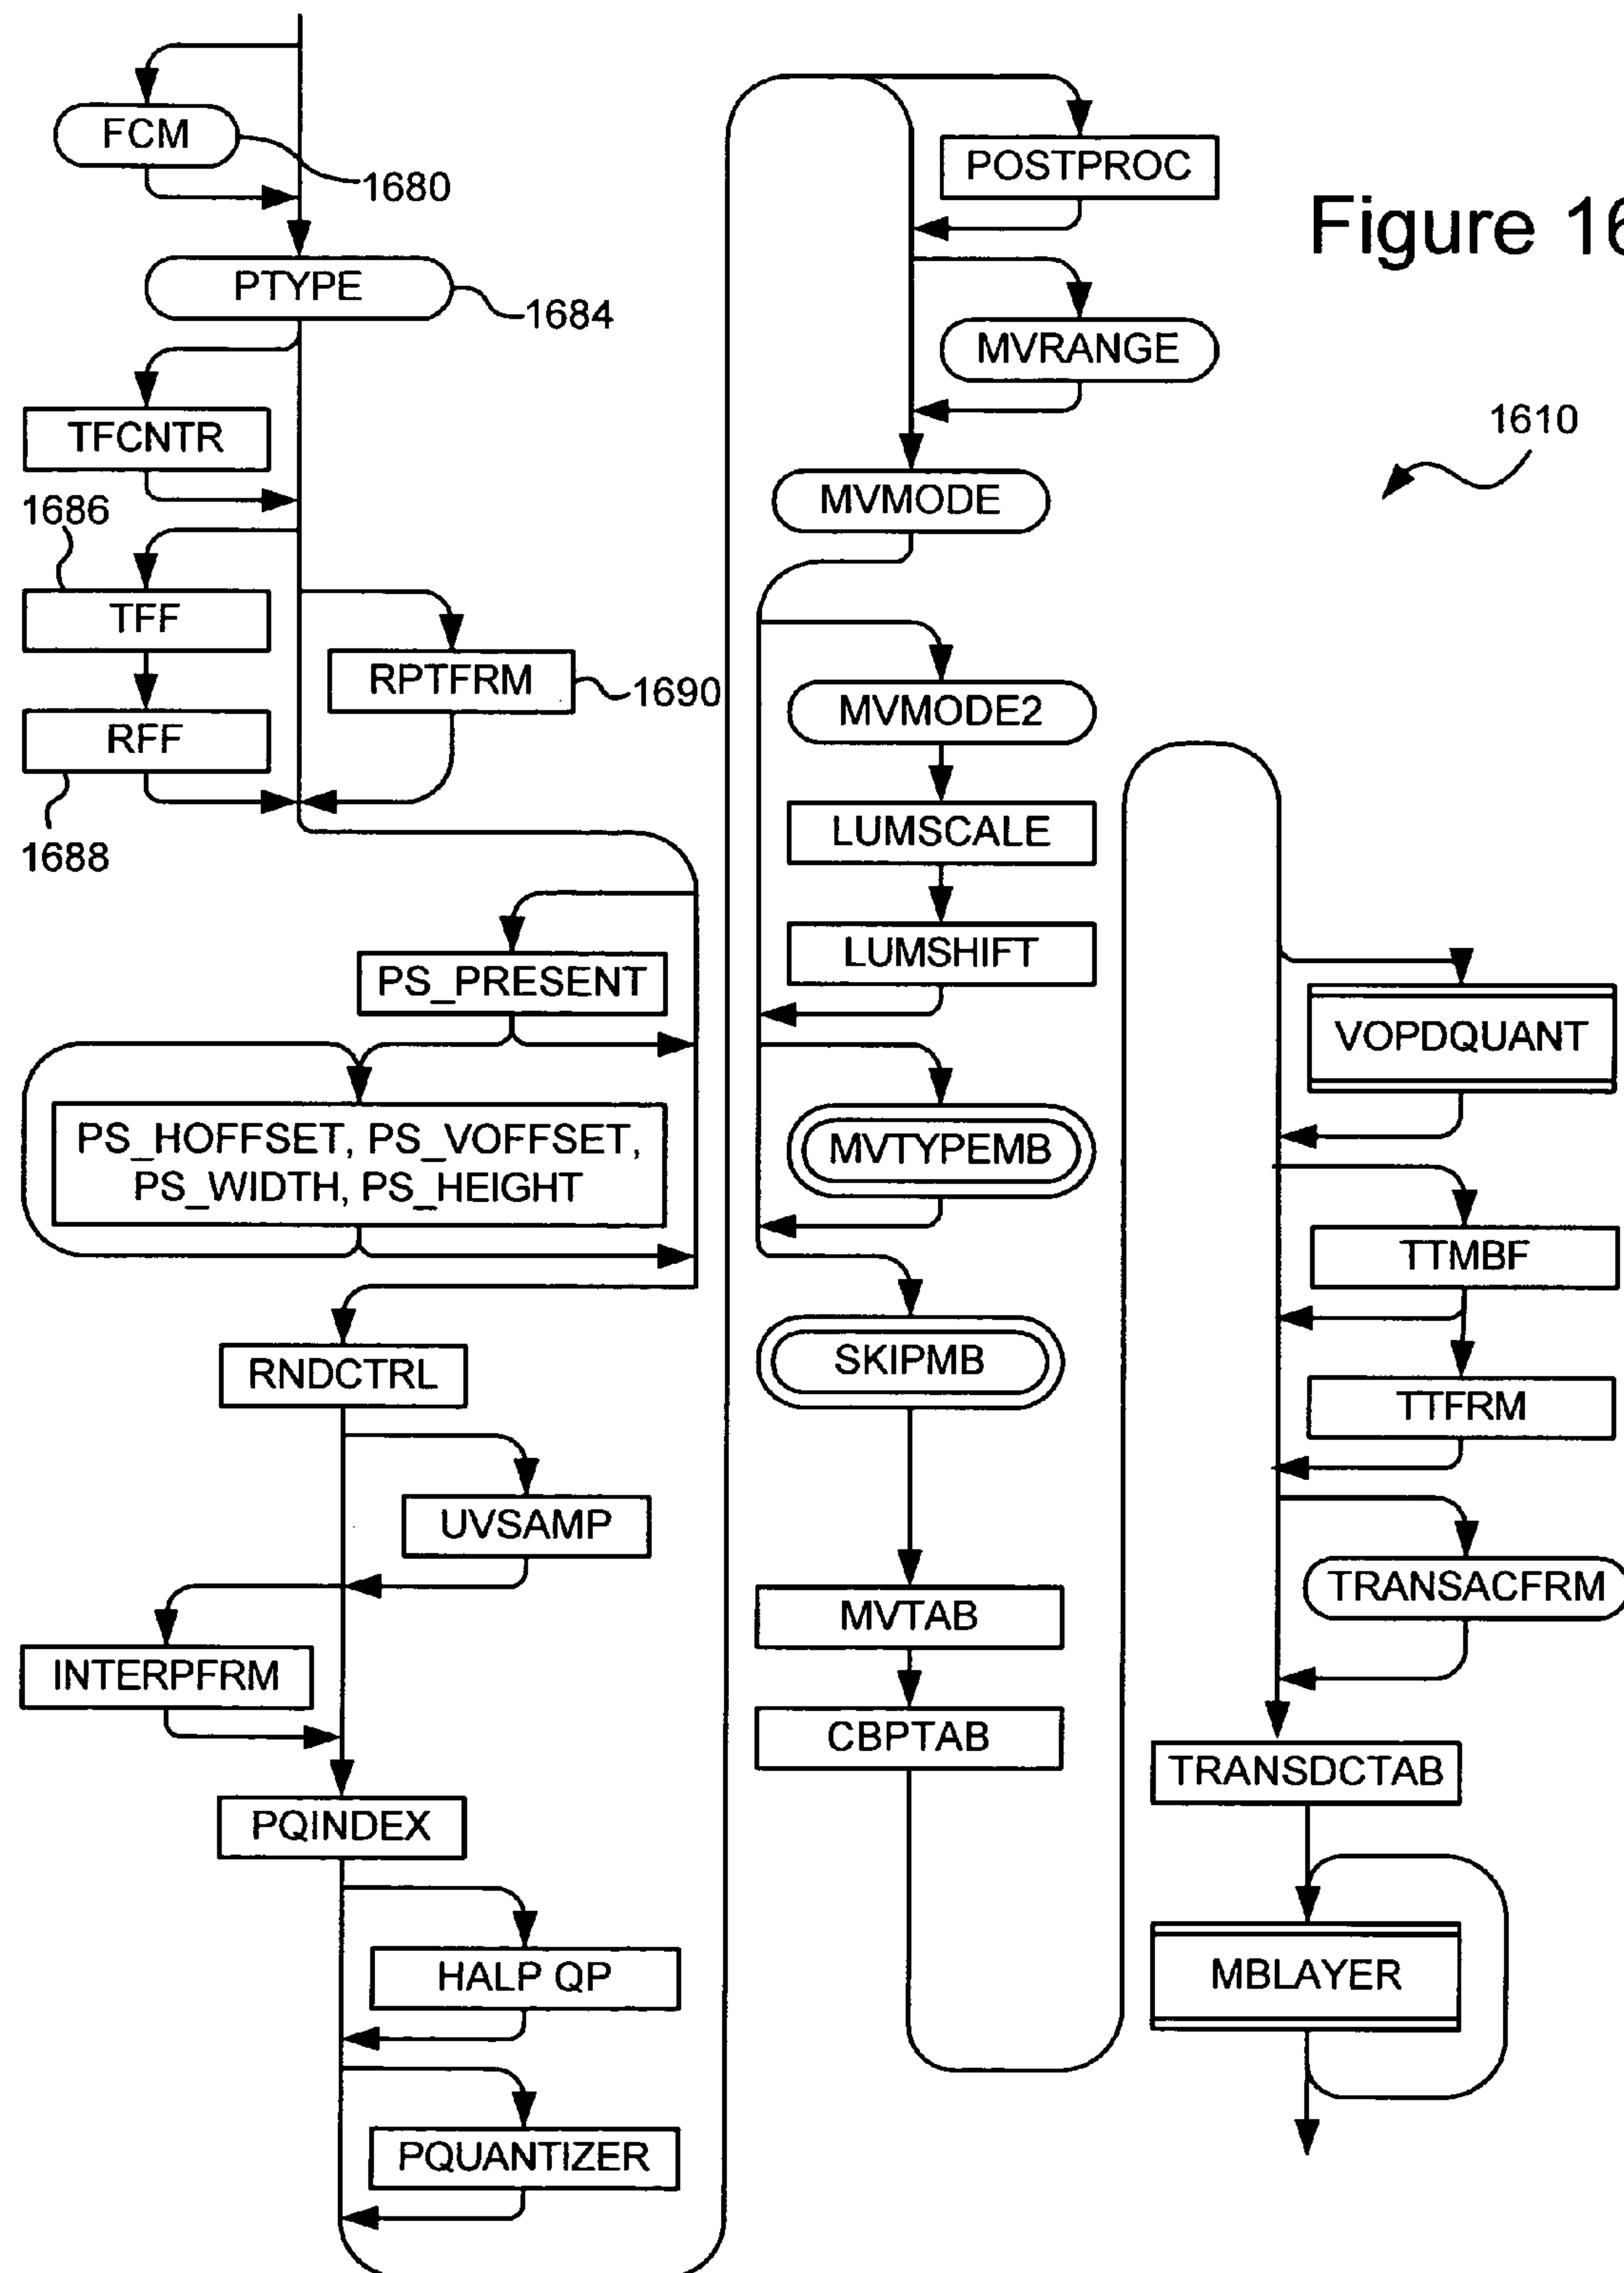 FCM
1680
PTYPE
1684
TFCNTR
1686
TFF
RPTFRM
1690
RFF
1688
PS_PRESENT
PS_HOFFSET, PS_VOFFSET,
PS_WIDTH, PS_HEIGHT
RNDCTRL
UVSAMP
INTERPFRM
PQINDEX
HALP QP
PQUANTIZER
POSTPROC
Figure 16
MVRANGE
1610
MVMODE
MVMODE2
LUMSCALE
LUMSHIFT
MVTYPEMB
SKIPMB
MVTAB
CBPTAB
VOPDQUANT
TTMBF
TTFRM
TRANSACFRM
TRANSDCTAB
MBLAYER